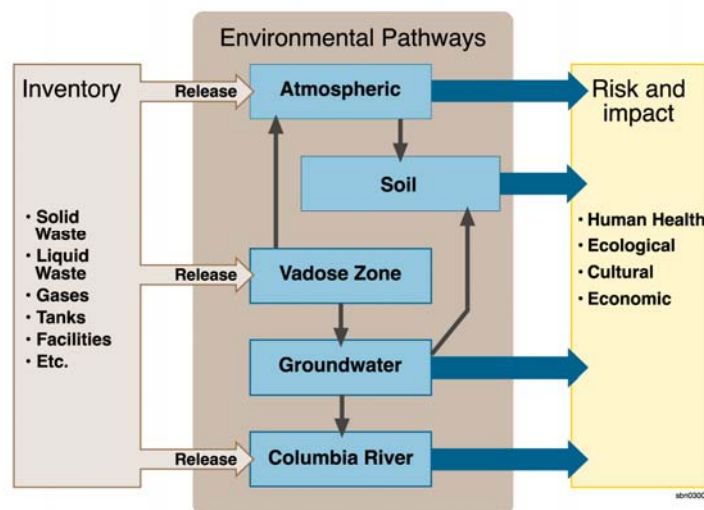 Environmental Pathways
Inventory
Release
Atmospheric
Risk and
impact
Soil
• Solid
Waste
• Liquid
Waste
• Gases
• Tanks
• Facilities
• Etc.
Release
Vadose Zone
• Human Health
• Ecological
• Cultural
• Economic
Groundwater
Release
Columbia River